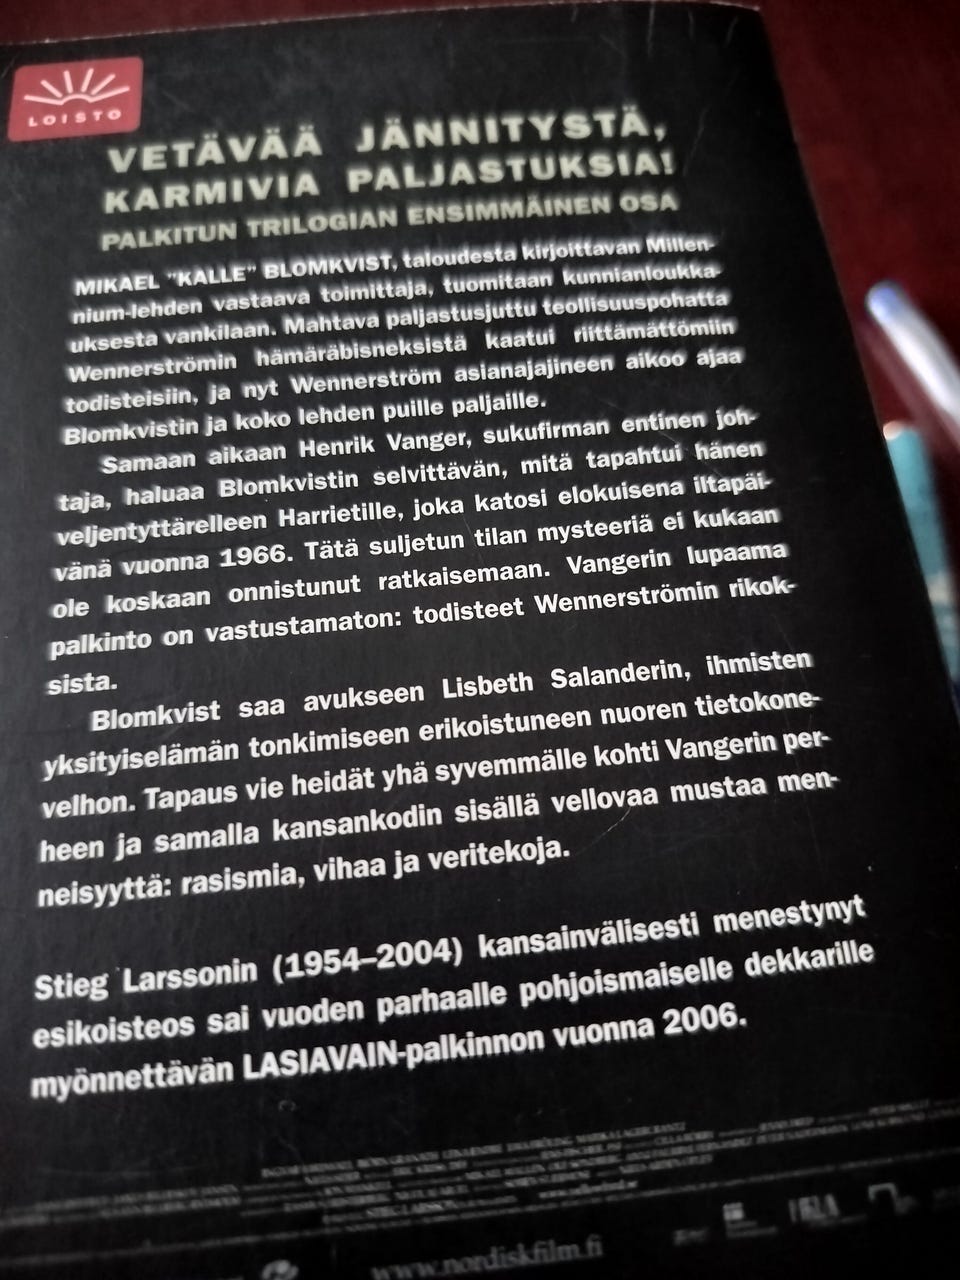 LOISTO
VETÄVÄÄ JÄNNITYSTÄ,
KARMIVIA PALJASTUKSIA!
PALKITUN TRILOGIAN ENSIMMÄINEN OSA
MIKAEL "KALLE" BLOMKVIST, taloudesta kirjoittavan Millen-
nium-lehden vastaava toimittaja, tuomitaan kunnianloukka-
uksesta vankilaan. Mahtava paljastusjuttu teollisuuspohatta
Wennerströmin hämäräbisneksistä kaatui riittämättömiin
todisteisiin, ja nyt Wennerström asianajajineen aikoo ajaa
Blomkvistin ja koko lehden puille paljaille.
Samaan aikaan Henrik Vanger, sukufirman entinen joh-
taja, haluaa Blomkvistin selvittävän, mitä tapahtui hänen
veljentyttärelleen Harrietille, joka katosi elokuisena iltapäi-
vänä vuonna 1966. Tätä suljetun tilan mysteeriä ei kukaan
ole koskaan onnistunut ratkaisemaan. Vangerin lupaama
palkinto on vastustamaton: todisteet Wennerströmin rikok-
sista.
Blomkvist saa avukseen Lisbeth Salanderin, ihmisten
yksityiselämän tonkimiseen erikoistuneen nuoren tietokone-
velhon. Tapaus vie heidät yhä syvemmälle kohti Vangerin per-
heen ja samalla kansankodin sisällä vellovaa mustaa men-
neisyyttä: rasismia, vihaa ja veritekoja.
Stieg Larssonin (1954–2004) kansainvälisesti menestynyt
esikoisteos sai vuoden parhaalle pohjoismaiselle dekkarille
myönnettävän LASIAVAIN-palkinnon vuonna 2006.
www.nordiskfilm.fi